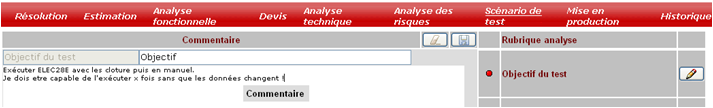 Résolution Estimation Analyse fonctionnelle Devis Analyse technique Analyse des risques Scénario de test Mise en production Historique
Commentaire Rubrique analyse
Objectif du test Objectif
Exécuter ELEC28E avec les cloture puis en manuel.
Je dois etre capable de l'exécuter x fois sans que les données changent !
Objectif du test
Commentaire